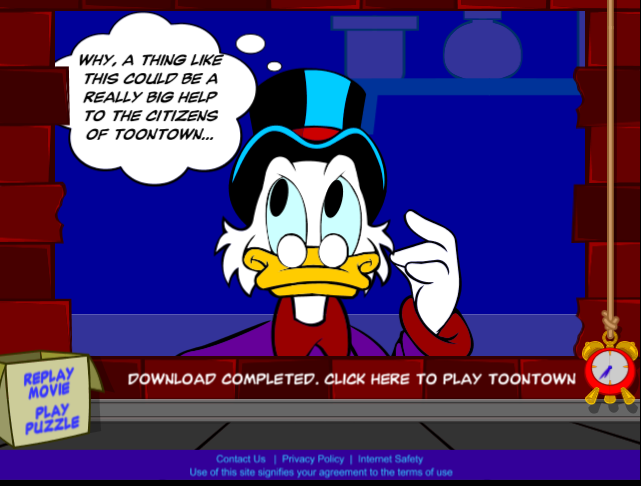 WHY, A THING LIKE
THIS COULD BE A
REALLY BIG HELP
TO THE CITIZENS
OF TOONTOWN...
DOWNLOAD COMPLETED. CLICK HERE TO PLAY TOONTOWN
REPLAY
MOVIE
PLAY
PUZZLE
Contact Us | Privacy Policy | Internet Safety
Use of this site signifies your agreement to the terms of use